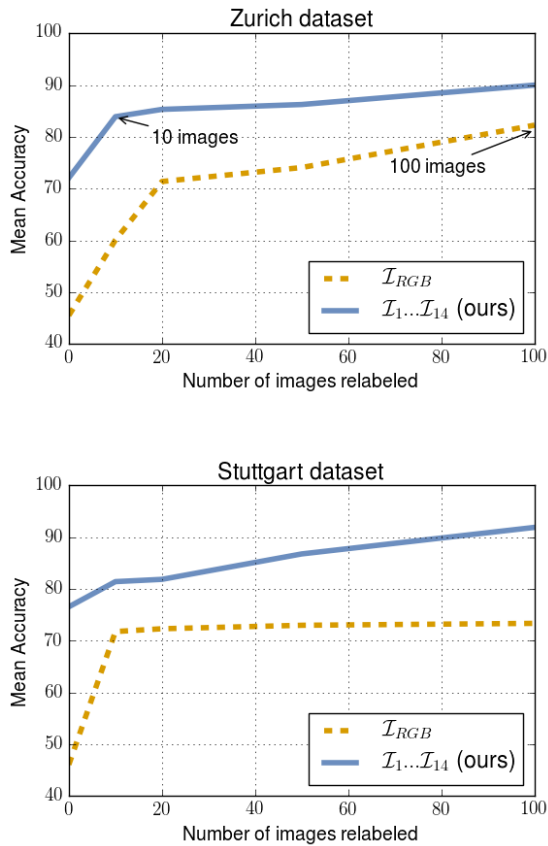 Zurich dataset
100
90
80
70
60
50
40
Mean Accuracy
10 images
100 images
I_RGB
I_1...I_14 (ours)
0 20 40 60 80 100
Number of images relabeled
Stuttgart dataset
100
90
80
70
60
50
40
Mean Accuracy
I_RGB
I_1...I_14 (ours)
0 20 40 60 80 100
Number of images relabeled